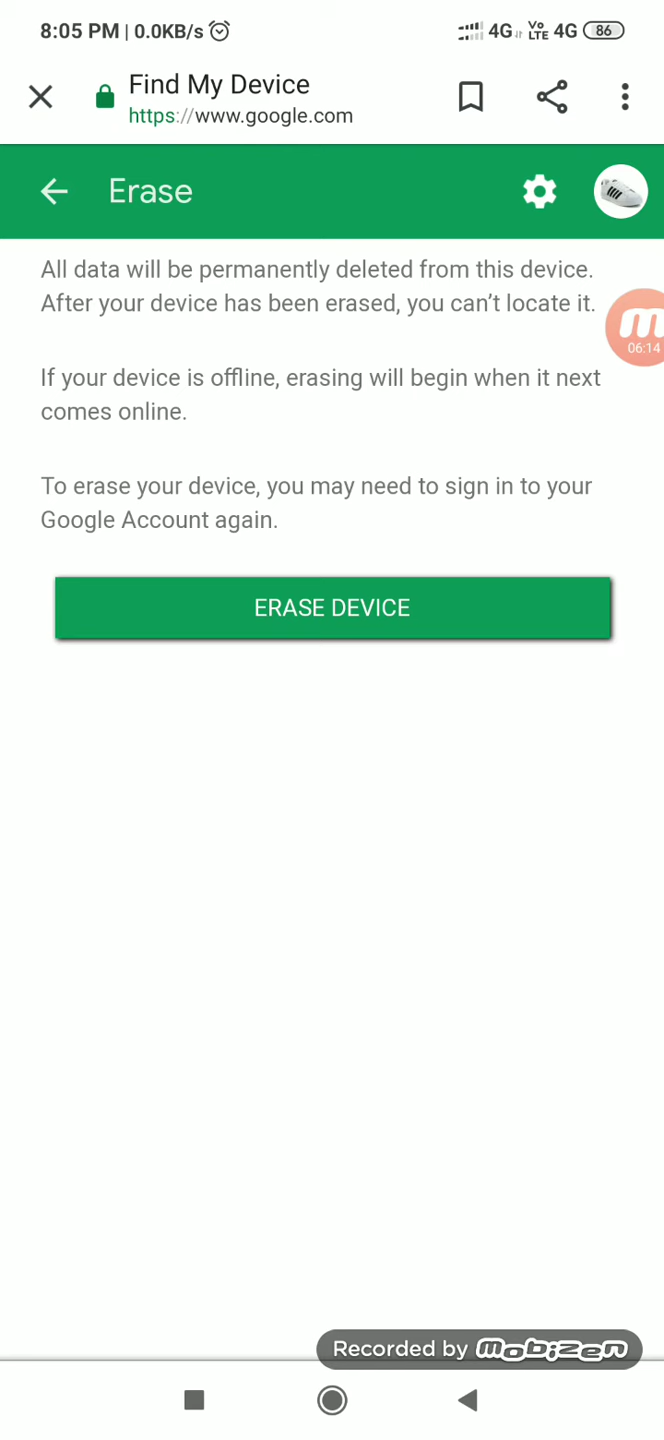 8:05 PM | 0.0KB/s 4G Vo LTE 4G 86
Find My Device
https://www.google.com
Erase
All data will be permanently deleted from this device.
After your device has been erased, you can’t locate it.
m
06:14
If your device is offline, erasing will begin when it next
comes online.
To erase your device, you may need to sign in to your
Google Account again.
ERASE DEVICE
Recorded by mobizen